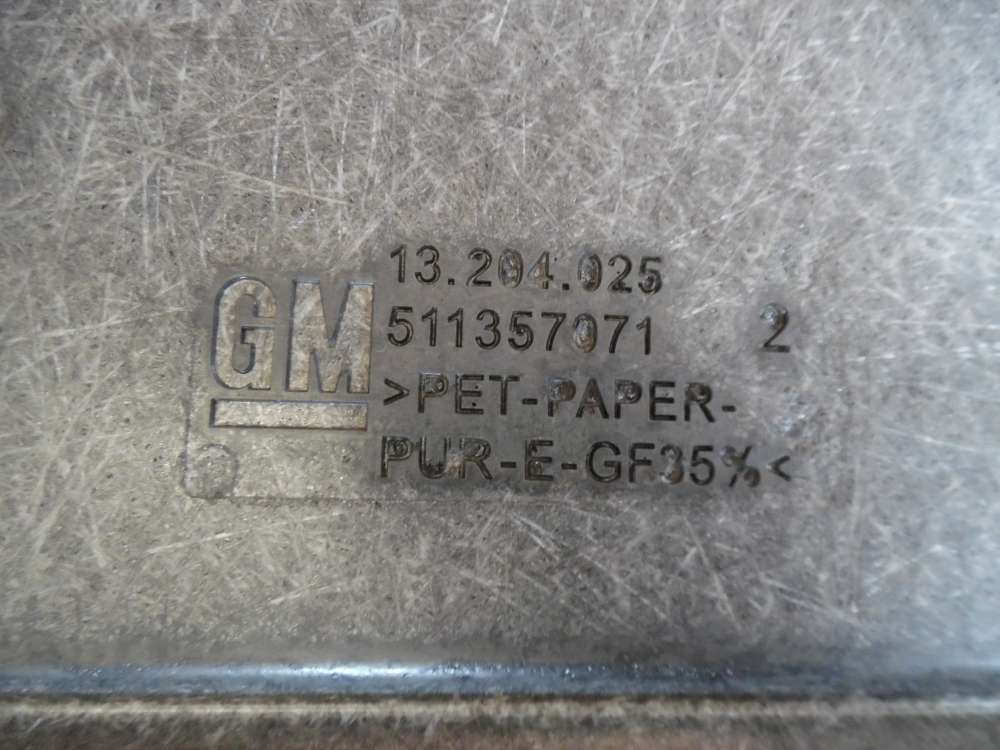 GM
13.204.025
511357071 2
>PET-PAPER-
PUR-E-GF35%<